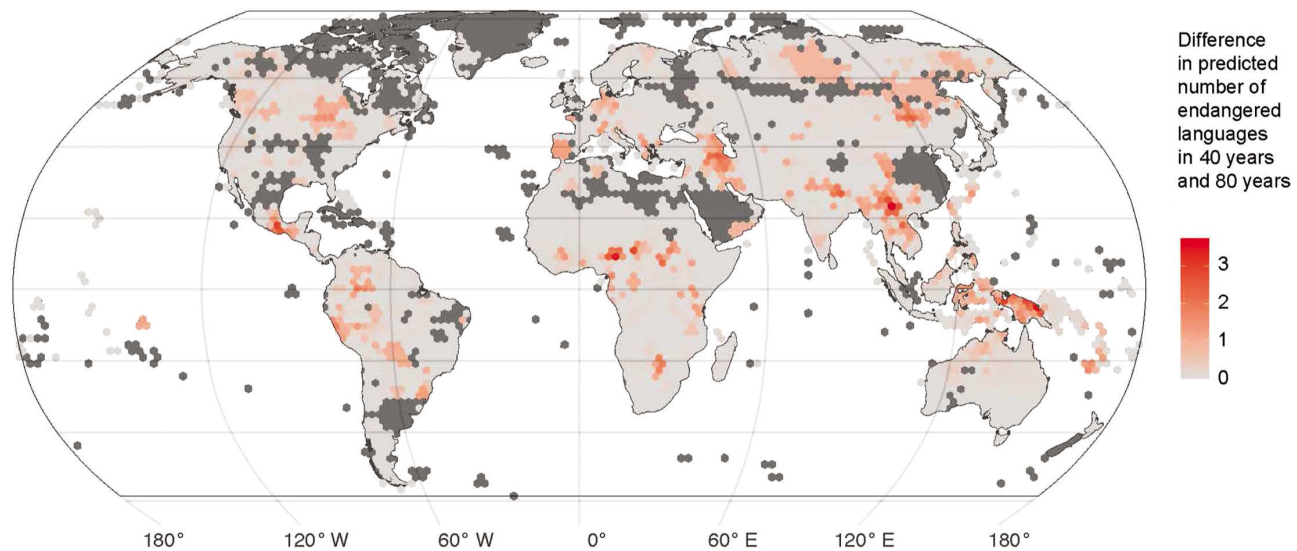 Difference
in predicted
number of
endangered
languages
in 40 years
and 80 years
3
2
1
0
180° 120° W 60° W 0° 60° E 120° E 180°